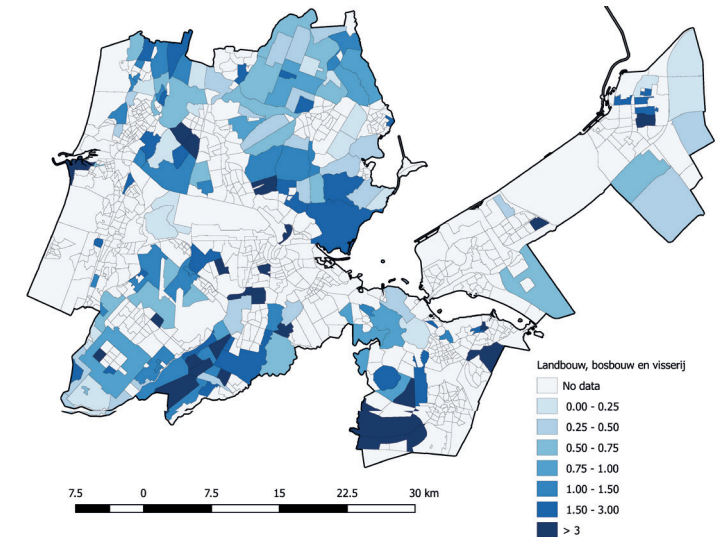 Landbouw, bosbouw en visserij
No data
0.00 - 0.25
0.25 - 0.50
0.50 - 0.75
0.75 - 1.00
1.00 - 1.50
1.50 - 3.00
> 3
7.5 0 7.5 15 22.5 30 km